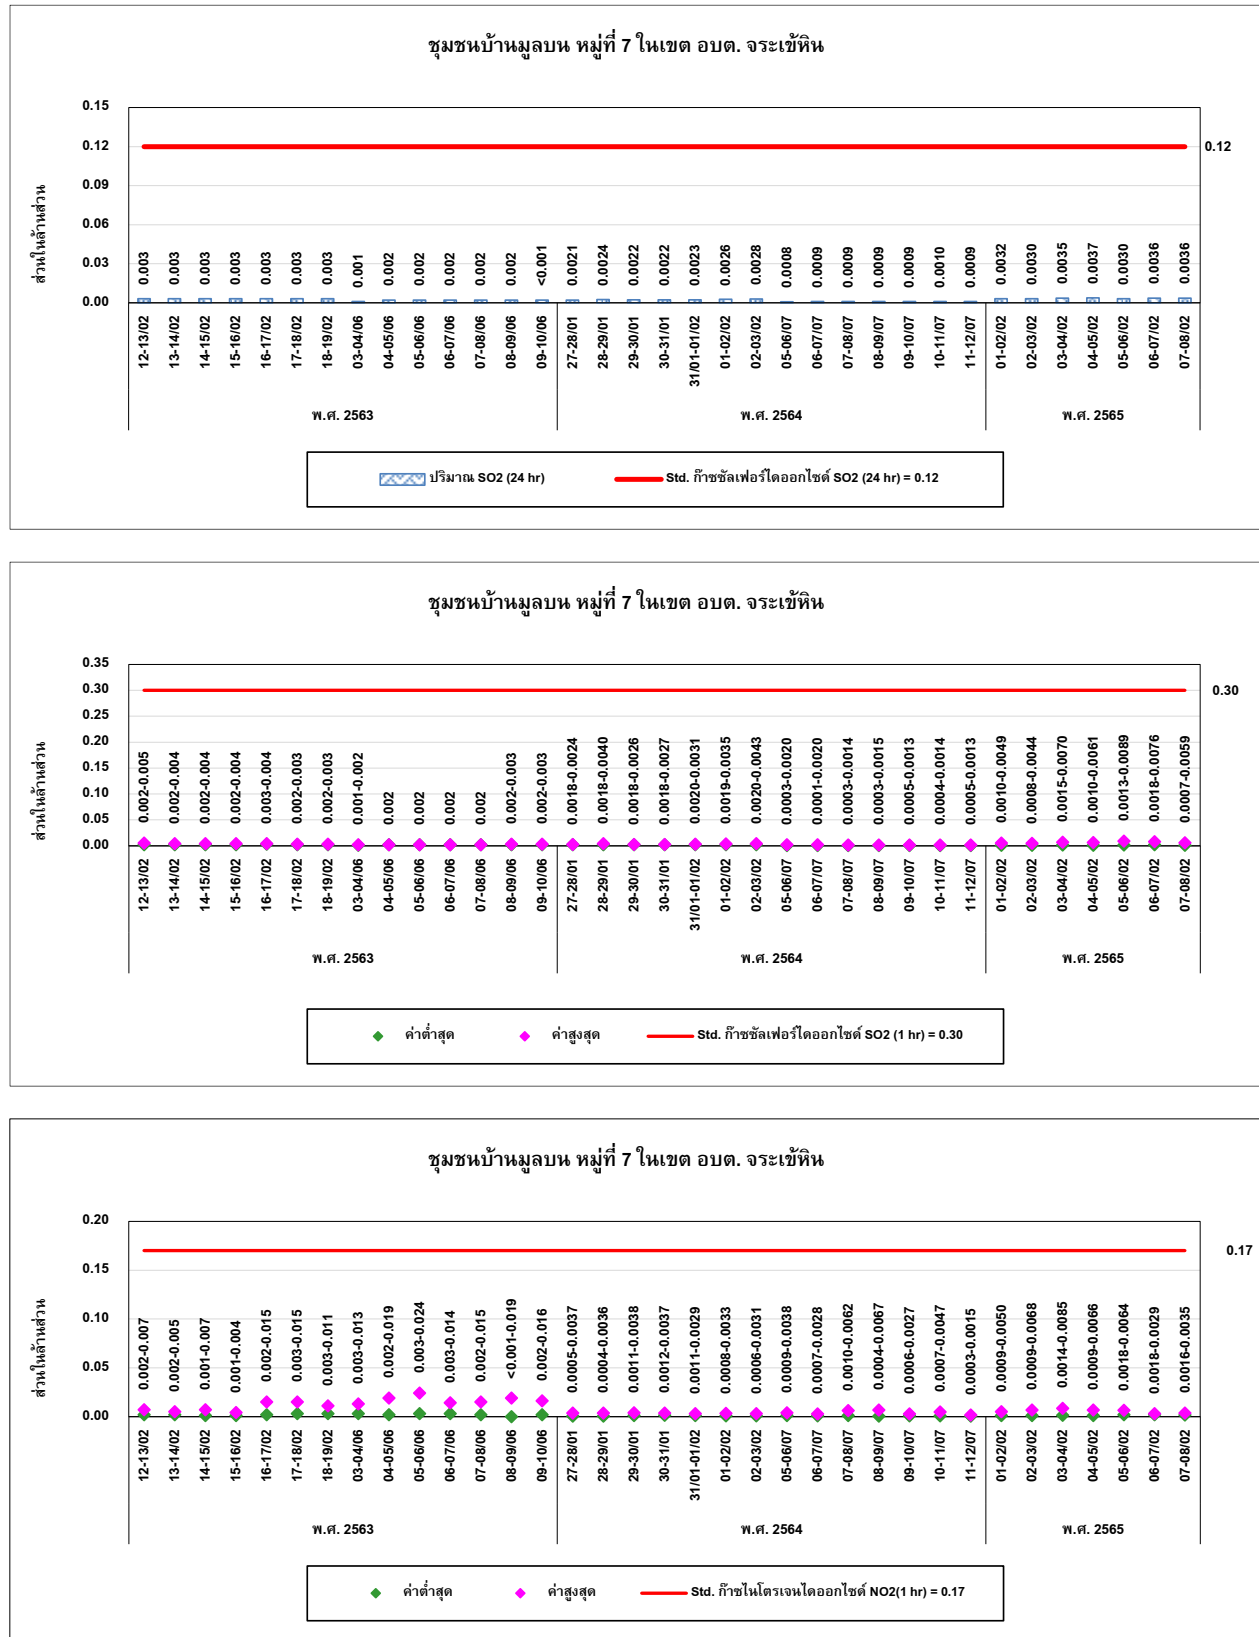 ชุมชนบ้านมูลบน หมู่ที่ 7 ในเขต อบต. จระเข้หิน
ส่วนในล้านส่วน
0.15
0.12
0.09
0.06
0.03
0.00
0.12
0.003 0.003 0.003 0.003 0.003 0.003 0.003 0.001 0.002 0.002 0.002 0.002 0.002 <0.001 0.0021 0.0024 0.0022 0.0022 0.0023 0.0026 0.0028 0.0008 0.0009 0.0009 0.0009 0.0009 0.0010 0.0009 0.0032 0.0030 0.0035 0.0037 0.0030 0.0036 0.0036
12-13/02 13-14/02 14-15/02 15-16/02 16-17/02 17-18/02 18-19/02 03-04/06 04-05/06 05-06/06 06-07/06 07-08/06 08-09/06 09-10/06 27-28/01 28-29/01 29-30/01 30-31/01 31/01-01/02 01-02/02 02-03/02 05-06/07 06-07/07 07-08/07 08-09/07 09-10/07 10-11/07 11-12/07 01-02/02 02-03/02 03-04/02 04-05/02 05-06/02 06-07/02 07-08/02
พ.ศ. 2563 พ.ศ. 2564 พ.ศ. 2565
ปริมาณ SO2 (24 hr) Std. ก๊าซซัลเฟอร์ไดออกไซด์ SO2 (24 hr) = 0.12
ชุมชนบ้านมูลบน หมู่ที่ 7 ในเขต อบต. จระเข้หิน
ส่วนในล้านส่วน
0.35
0.30
0.25
0.20
0.15
0.10
0.05
0.00
0.30
0.002-0.005 0.002-0.004 0.002-0.004 0.002-0.004 0.003-0.004 0.002-0.003 0.002-0.003 0.001-0.002 0.002 0.002 0.002 0.002 0.002-0.003 0.002-0.003 0.0018-0.0024 0.0018-0.0040 0.0018-0.0026 0.0018-0.0027 0.0020-0.0031 0.0019-0.0035 0.0020-0.0043 0.0003-0.0020 0.0001-0.0020 0.0003-0.0014 0.0003-0.0015 0.0005-0.0013 0.0004-0.0014 0.0005-0.0013 0.0010-0.0049 0.0008-0.0044 0.0015-0.0070 0.0010-0.0061 0.0013-0.0089 0.0018-0.0076 0.0007-0.0059
12-13/02 13-14/02 14-15/02 15-16/02 16-17/02 17-18/02 18-19/02 03-04/06 04-05/06 05-06/06 06-07/06 07-08/06 08-09/06 09-10/06 27-28/01 28-29/01 29-30/01 30-31/01 31/01-01/02 01-02/02 02-03/02 05-06/07 06-07/07 07-08/07 08-09/07 09-10/07 10-11/07 11-12/07 01-02/02 02-03/02 03-04/02 04-05/02 05-06/02 06-07/02 07-08/02
พ.ศ. 2563 พ.ศ. 2564 พ.ศ. 2565
ค่าต่ำสุด ค่าสูงสุด Std. ก๊าซซัลเฟอร์ไดออกไซด์ SO2 (1 hr) = 0.30
ชุมชนบ้านมูลบน หมู่ที่ 7 ในเขต อบต. จระเข้หิน
ส่วนในล้านส่วน
0.20
0.15
0.10
0.05
0.00
0.17
0.002-0.007 0.002-0.005 0.001-0.007 0.001-0.004 0.002-0.015 0.003-0.015 0.003-0.011 0.003-0.013 0.002-0.019 0.003-0.024 0.003-0.014 0.002-0.015 <0.001-0.019 0.002-0.016 0.0005-0.0037 0.0004-0.0036 0.0011-0.0038 0.0012-0.0037 0.0011-0.0029 0.0008-0.0033 0.0006-0.0031 0.0009-0.0038 0.0007-0.0028 0.0010-0.0062 0.0004-0.0067 0.0006-0.0027 0.0007-0.0047 0.0003-0.0015 0.0009-0.0050 0.0009-0.0068 0.0014-0.0085 0.0009-0.0066 0.0018-0.0064 0.0018-0.0029 0.0016-0.0035
12-13/02 13-14/02 14-15/02 15-16/02 16-17/02 17-18/02 18-19/02 03-04/06 04-05/06 05-06/06 06-07/06 07-08/06 08-09/06 09-10/06 27-28/01 28-29/01 29-30/01 30-31/01 31/01-01/02 01-02/02 02-03/02 05-06/07 06-07/07 07-08/07 08-09/07 09-10/07 10-11/07 11-12/07 01-02/02 02-03/02 03-04/02 04-05/02 05-06/02 06-07/02 07-08/02
พ.ศ. 2563 พ.ศ. 2564 พ.ศ. 2565
ค่าต่ำสุด ค่าสูงสุด Std. ก๊าซไนโตรเจนไดออกไซด์ NO2(1 hr) = 0.17